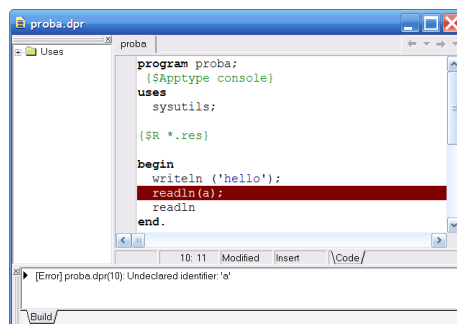 proba.dpr
Uses
proba
program proba;
{$Apptype console}
uses
sysutils;
{$R *.res}
begin
writeln ('hello');
readln(a);
readln
end.
10: 11 Modified Insert \Code/
[Error] proba.dpr(10): Undeclared identifier: 'a'
\Build/